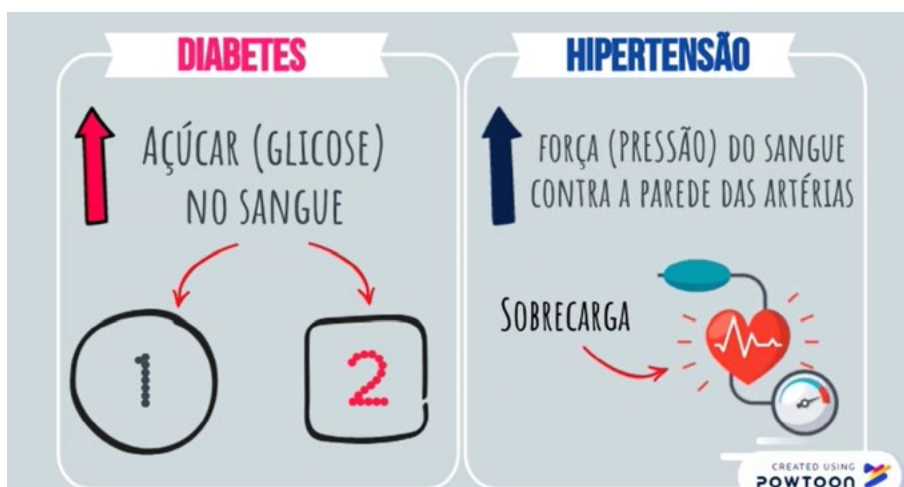 DIABETES
AÇÚCAR (GLICOSE)
NO SANGUE
1
2
HIPERTENSÃO
FORÇA (PRESSÃO) DO SANGUE
CONTRA A PAREDE DAS ARTÉRIAS
SOBRECARGA
CREATED USING
POWTOON